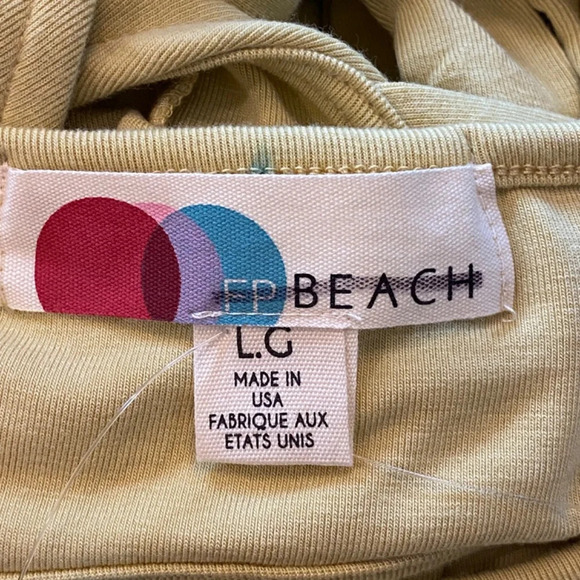 FP BEACH
L.G
MADE IN
USA
FABRIQUE AUX
ETATS UNIS